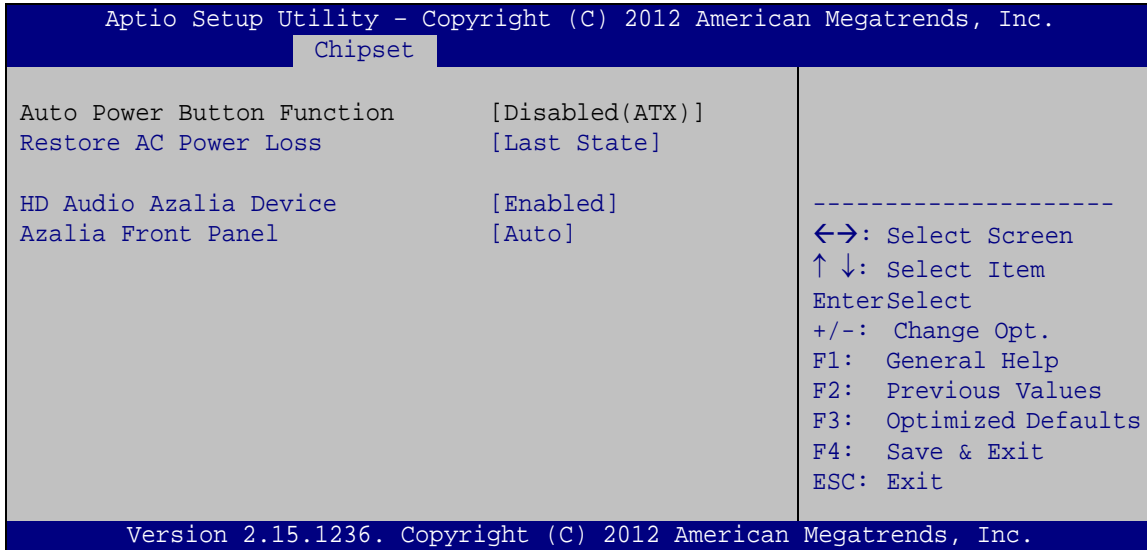 Aptio Setup Utility – Copyright (C) 2012 American Megatrends, Inc.
Chipset
Auto Power Button Function [Disabled(ATX)]
Restore AC Power Loss [Last State]
HD Audio Azalia Device [Enabled]
Azalia Front Panel [Auto]
---------------------
←→: Select Screen
↑ ↓: Select Item
EnterSelect
+/-: Change Opt.
F1: General Help
F2: Previous Values
F3: Optimized Defaults
F4: Save & Exit
ESC: Exit
Version 2.15.1236. Copyright (C) 2012 American Megatrends, Inc.